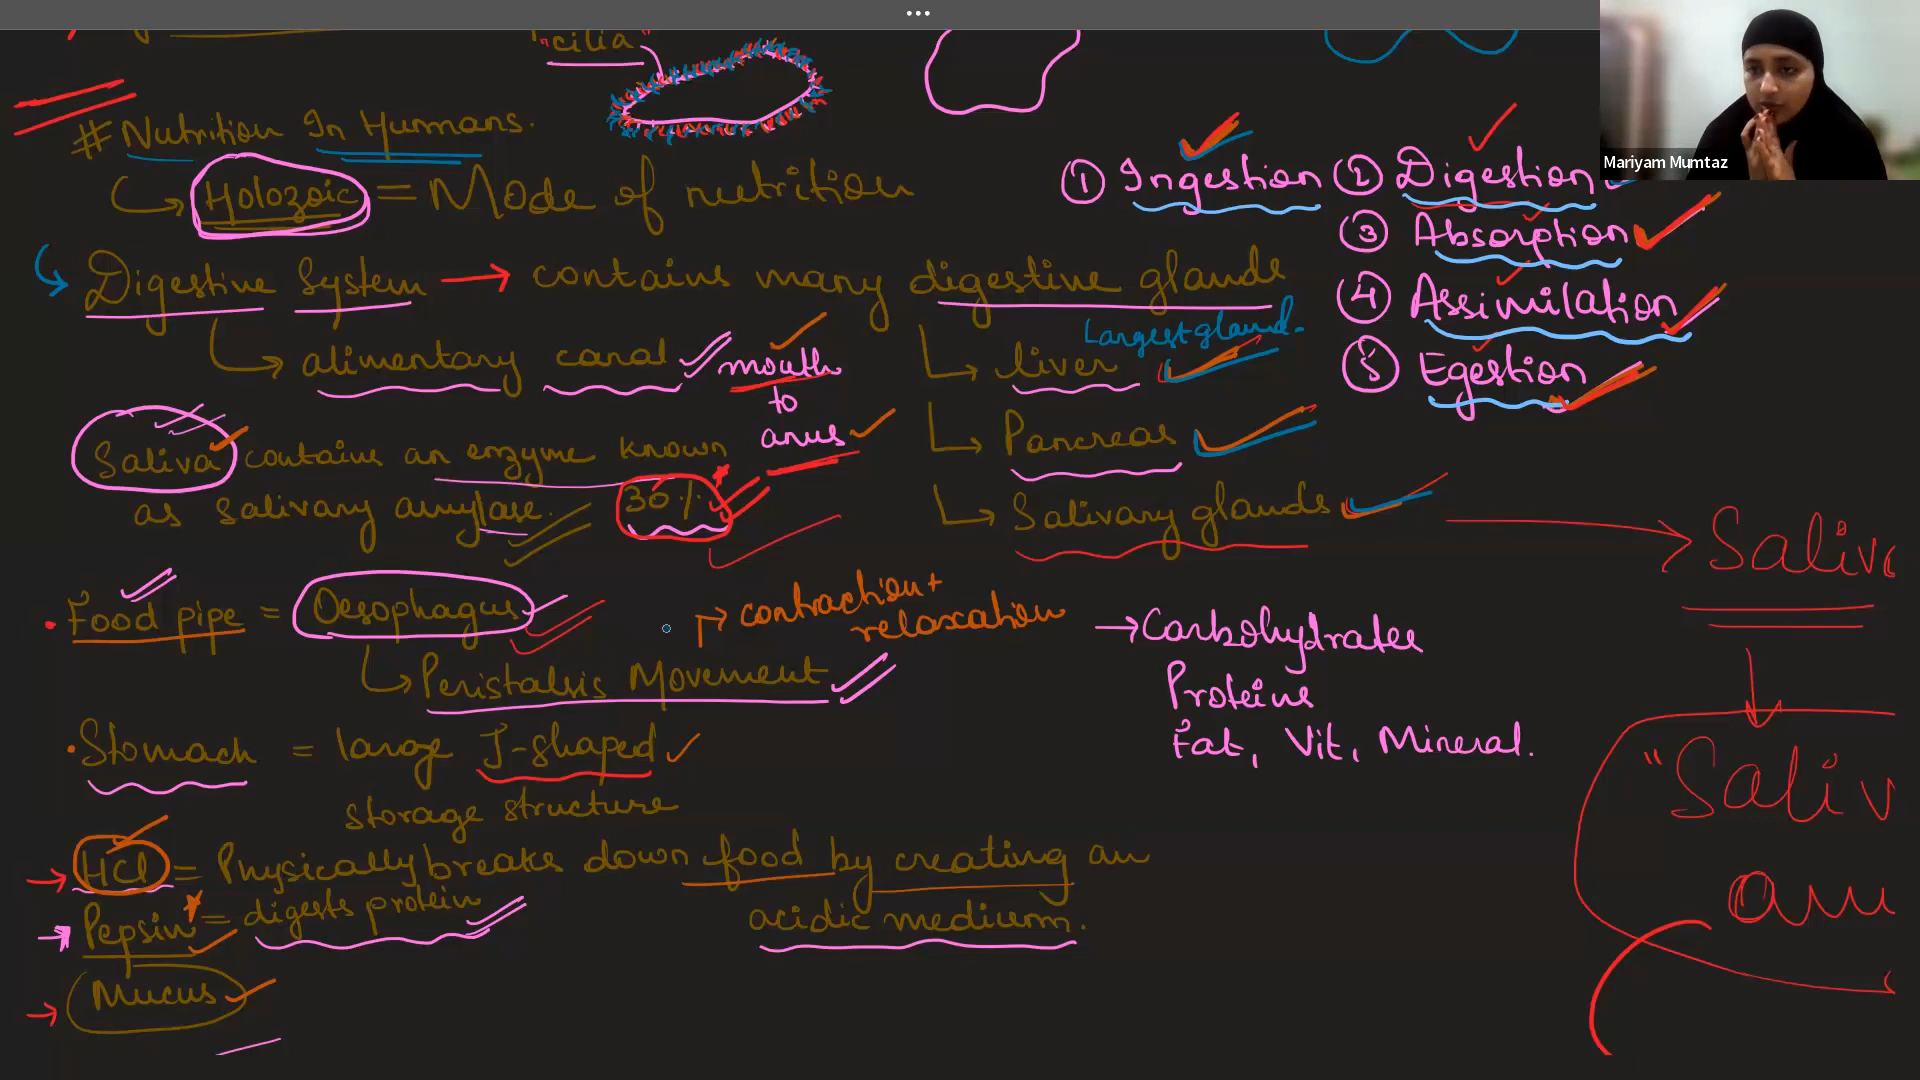 "cilia"
# Nutrition In Humans.
Holozoic = Mode of nutrition
Digestive System → contains many digestive glands
alimentary canal
mouth
to
anus
Largest gland.
liver
Pancreas
Salivary glands
① Ingestion ② Digestion
③ Absorption
④ Assimilation
⑤ Egestion
Mariyam Mumtaz
Saliva contains an enzyme known
as salivary amylase. 30%
• Food pipe = Oesophagus
contraction +
relaxation
Peristalsis Movement
→ Carbohydrates
Proteins
Fat, Vit, Mineral.
• Stomach = large J-shaped
storage structure
→ HCl = Physically breaks down food by creating an
acidic medium.
→ Pepsin = digests protein
→ Mucus
Saliva
"Saliv